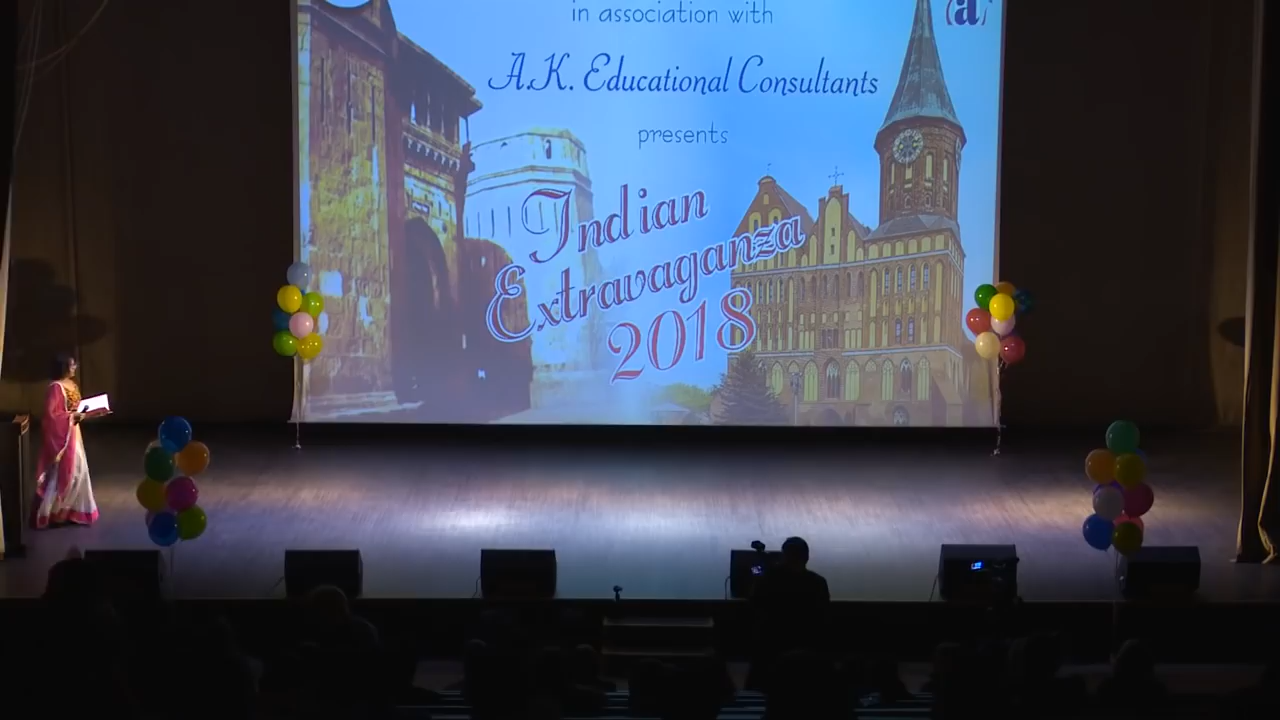 in association with
A.K. Educational Consultants
presents
Indian
Extravaganza
2018